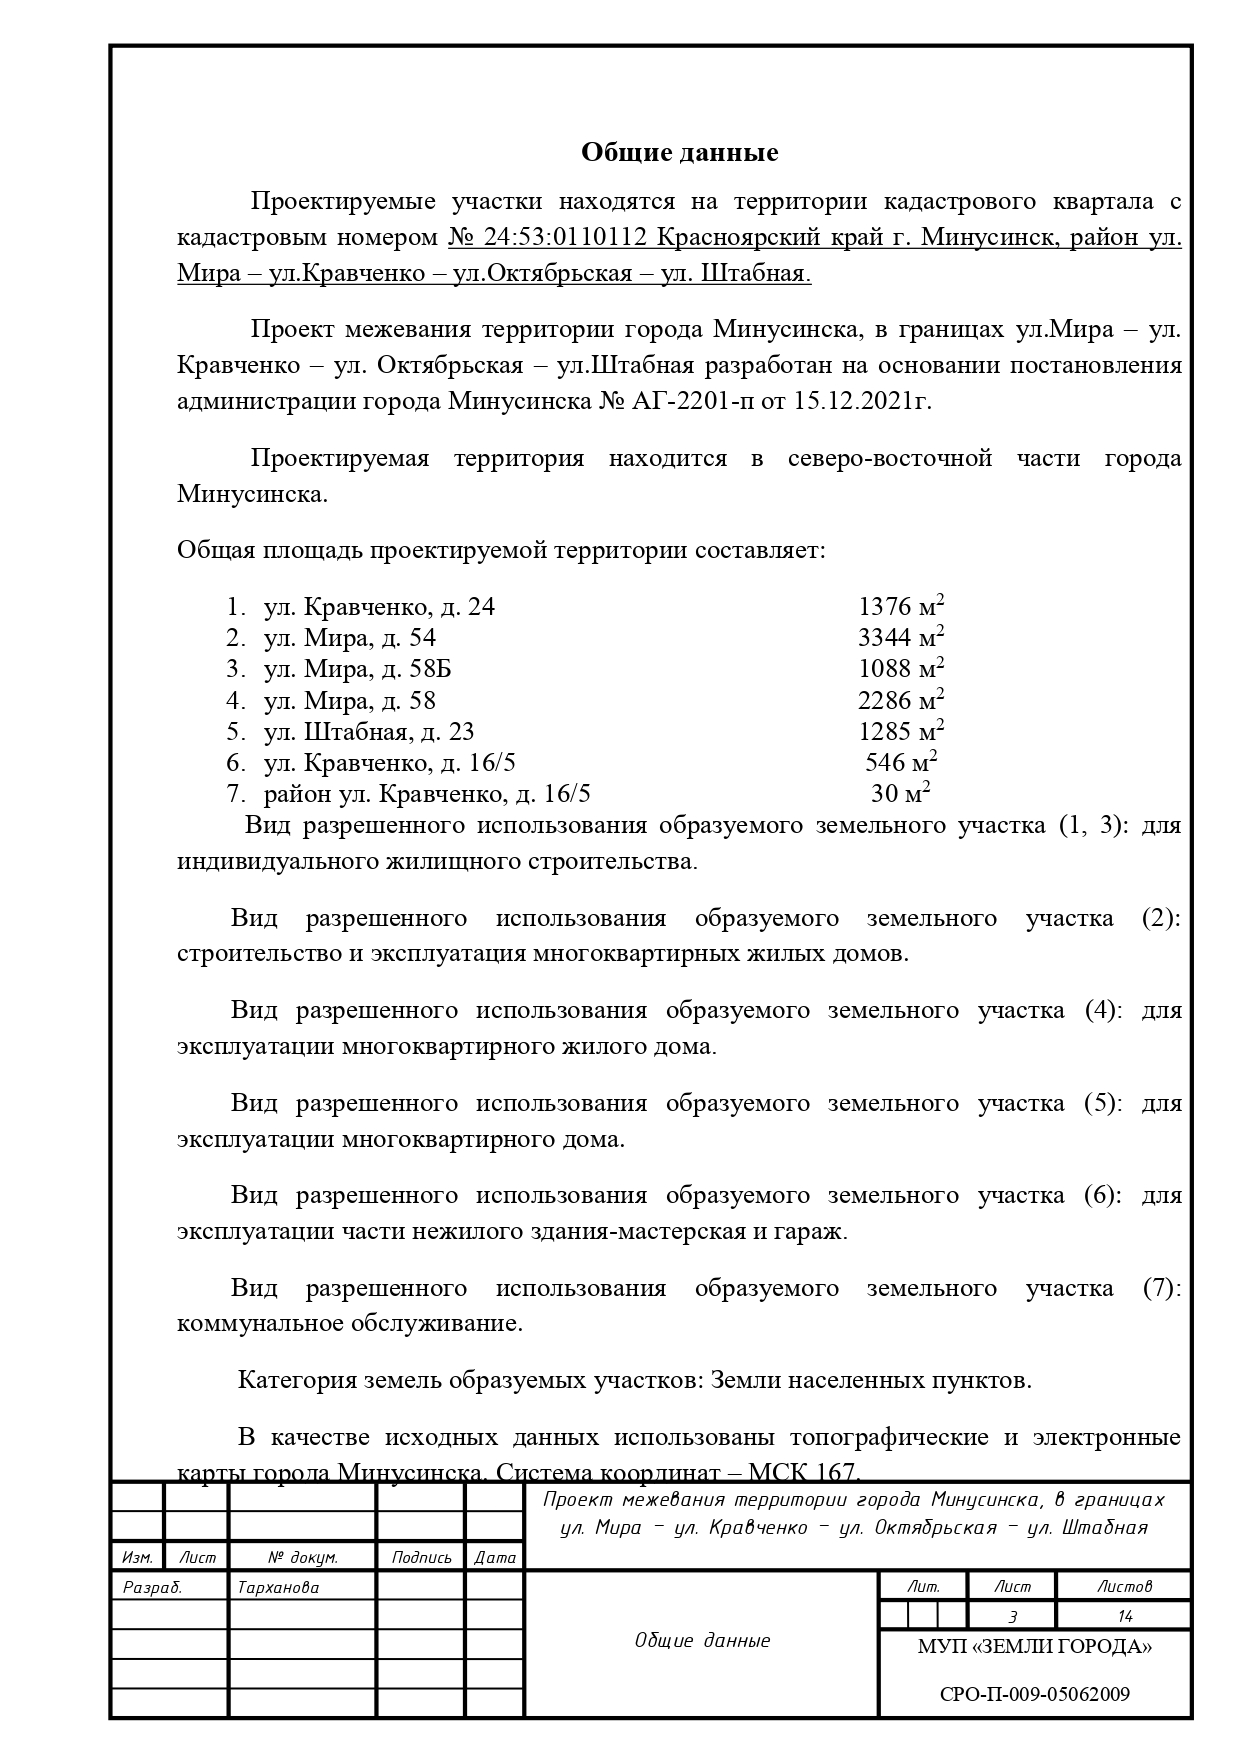 Общие данные
Проектируемые участки находятся на территории кадастрового квартала с
кадастровым номером № 24:53:0110112 Красноярский край г. Минусинск, район ул.
Мира – ул.Кравченко – ул.Октябрьская – ул. Штабная.
Проект межевания территории города Минусинска, в границах ул.Мира – ул.
Кравченко – ул. Октябрьская – ул.Штабная разработан на основании постановления
администрации города Минусинска № АГ-2201-п от 15.12.2021г.
Проектируемая территория находится в северо-восточной части города
Минусинска.
Общая площадь проектируемой территории составляет:
1. ул. Кравченко, д. 24 1376 м²
2. ул. Мира, д. 54 3344 м²
3. ул. Мира, д. 58Б 1088 м²
4. ул. Мира, д. 58 2286 м²
5. ул. Штабная, д. 23 1285 м²
6. ул. Кравченко, д. 16/5 546 м²
7. район ул. Кравченко, д. 16/5 30 м²
Вид разрешенного использования образуемого земельного участка (1, 3): для
индивидуального жилищного строительства.
Вид разрешенного использования образуемого земельного участка (2):
строительство и эксплуатация многоквартирных жилых домов.
Вид разрешенного использования образуемого земельного участка (4): для
эксплуатации многоквартирного жилого дома.
Вид разрешенного использования образуемого земельного участка (5): для
эксплуатации многоквартирного дома.
Вид разрешенного использования образуемого земельного участка (6): для
эксплуатации части нежилого здания-мастерская и гараж.
Вид разрешенного использования образуемого земельного участка (7):
коммунальное обслуживание.
Категория земель образуемых участков: Земли населенных пунктов.
В качестве исходных данных использованы топографические и электронные
карты города Минусинска. Система координат – МСК 167.
Проект межевания территории города Минусинска, в границах
ул. Мира – ул. Кравченко – ул. Октябрьская – ул. Штабная
Изм. Лист № докум. Подпись Дата
Разраб. Тарханова
Общие данные
Лит. Лист Листов
3 14
МУП «ЗЕМЛИ ГОРОДА»
СРО-П-009-05062009